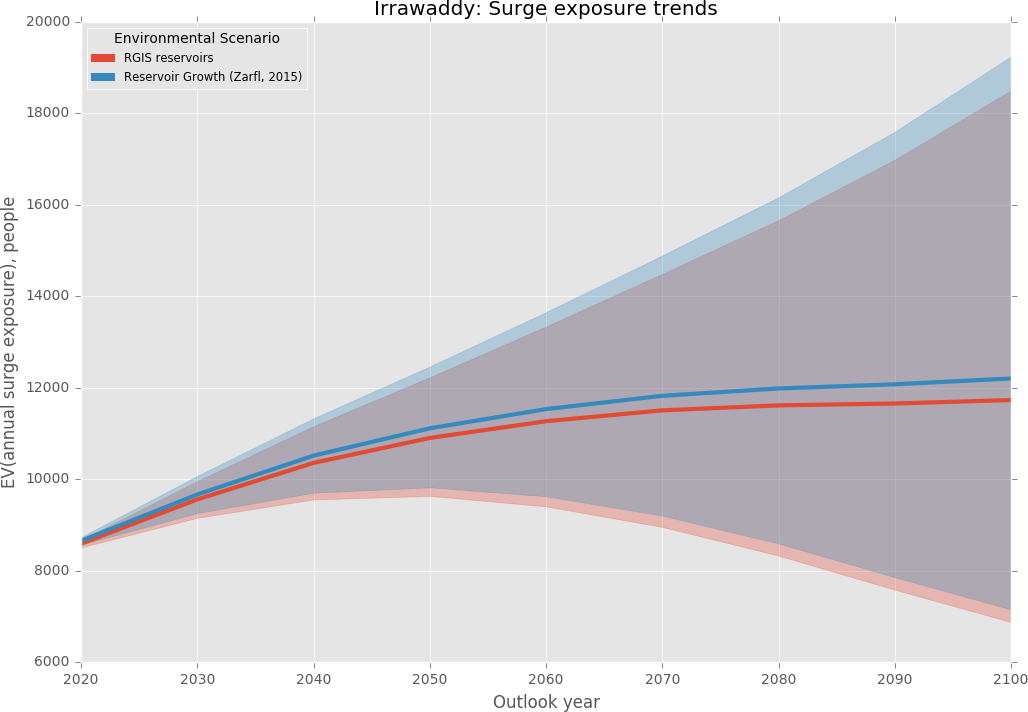 Irrawaddy: Surge exposure trends
Environmental Scenario
RGIS reservoirs
Reservoir Growth (Zarfl, 2015)
EV(annual surge exposure), people
20000
18000
16000
14000
12000
10000
8000
6000
2020 2030 2040 2050 2060 2070 2080 2090 2100
Outlook year